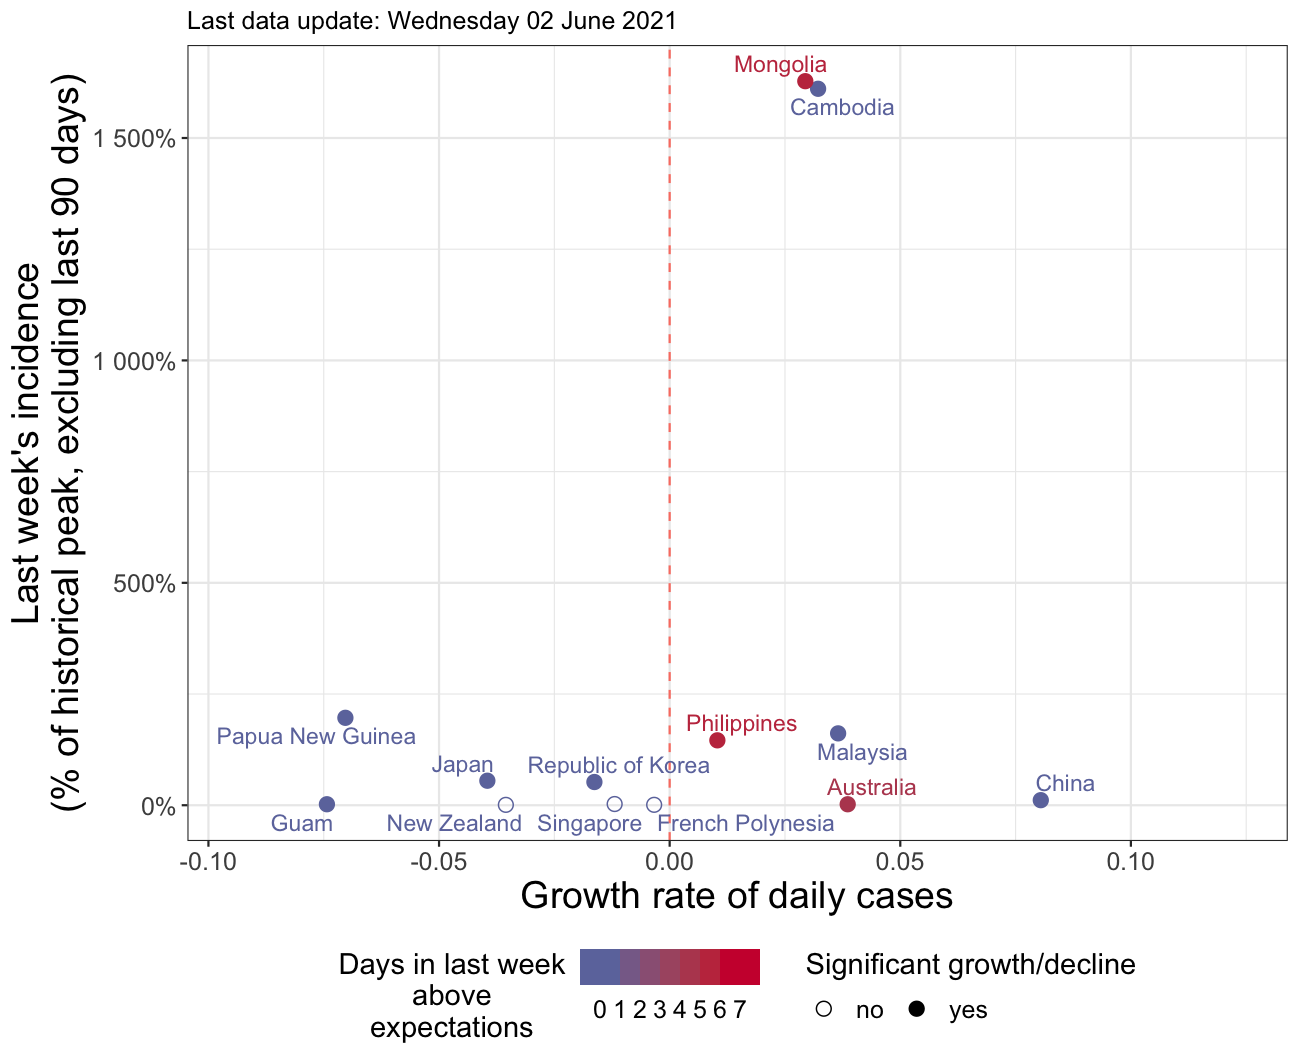 Last data update: Wednesday 02 June 2021
Mongolia
Cambodia
1 500%
1 000%
500%
0%
Last week's incidence
(% of historical peak, excluding last 90 days)
Papua New Guinea
Philippines
Malaysia
Japan
Republic of Korea
Australia
China
Guam
New Zealand
Singapore
French Polynesia
-0.10
-0.05
0.00
0.05
0.10
Growth rate of daily cases
Days in last week
above
expectations
0 1 2 3 4 5 6 7
Significant growth/decline
no
yes